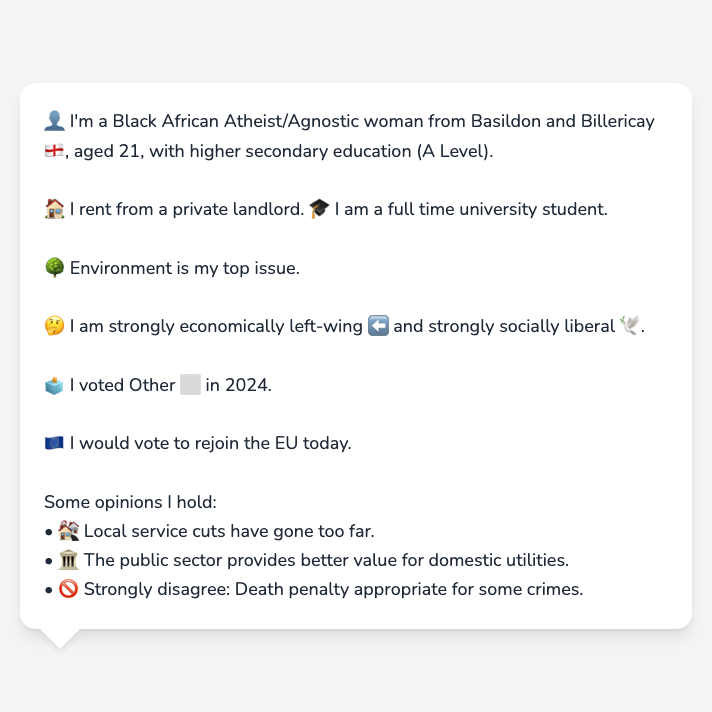 👤 I'm a Black African Atheist/Agnostic woman from Basildon and Billericay
🏴󠁧󠁢󠁥󠁮󠁧󠁿, aged 21, with higher secondary education (A Level).
🏠 I rent from a private landlord. 🎓 I am a full time university student.
🌳 Environment is my top issue.
🤔 I am strongly economically left-wing ⬅️ and strongly socially liberal 🕊️.
🗳️ I voted Other ⬜ in 2024.
🇪🇺 I would vote to rejoin the EU today.
Some opinions I hold:
• 🏘️ Local service cuts have gone too far.
• 🏛️ The public sector provides better value for domestic utilities.
• 🚫 Strongly disagree: Death penalty appropriate for some crimes.